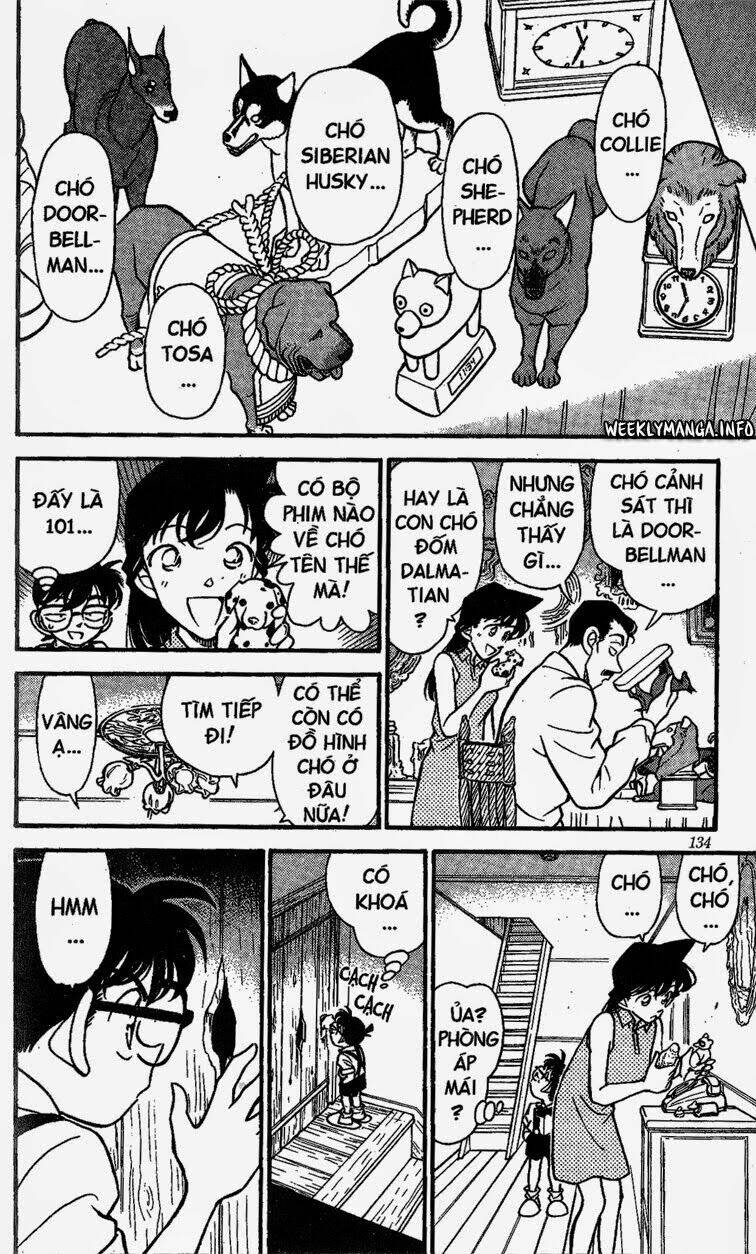 CHÓ
COLLIE
...
CHÓ
SHE-
PHERD
...
CHÓ
SIBERIAN
HUSKY...
CHÓ
DOOR-
BELL-
MAN...
CHÓ
TOSA
...
11:34
WEEKLYMANGA.INFO
CHÓ CẢNH
SÁT THÌ
LÀ DOOR-
BELLMAN
...
NHƯNG
CHẲNG
THẤY
GÌ...
HAY LÀ
CON CHÓ
ĐỐM
DALMA-
TIAN
?
CÓ BỘ
PHIM NÀO
VỀ CHÓ
TÊN THẾ
MÀ!
ĐẤY LÀ
101...
CÓ THỂ
CÒN CÓ
ĐỒ HÌNH
CHÓ Ở
ĐÂU
NỮA!
TÌM TIẾP
ĐI!
VÂNG
Ạ...
134
CHÓ,
CHÓ...
CHÓ
...
ỦA?
PHÒNG
ÁP
MÁI
?
CÓ
KHOÁ
...
CẠCH
CẠCH
HMM
...